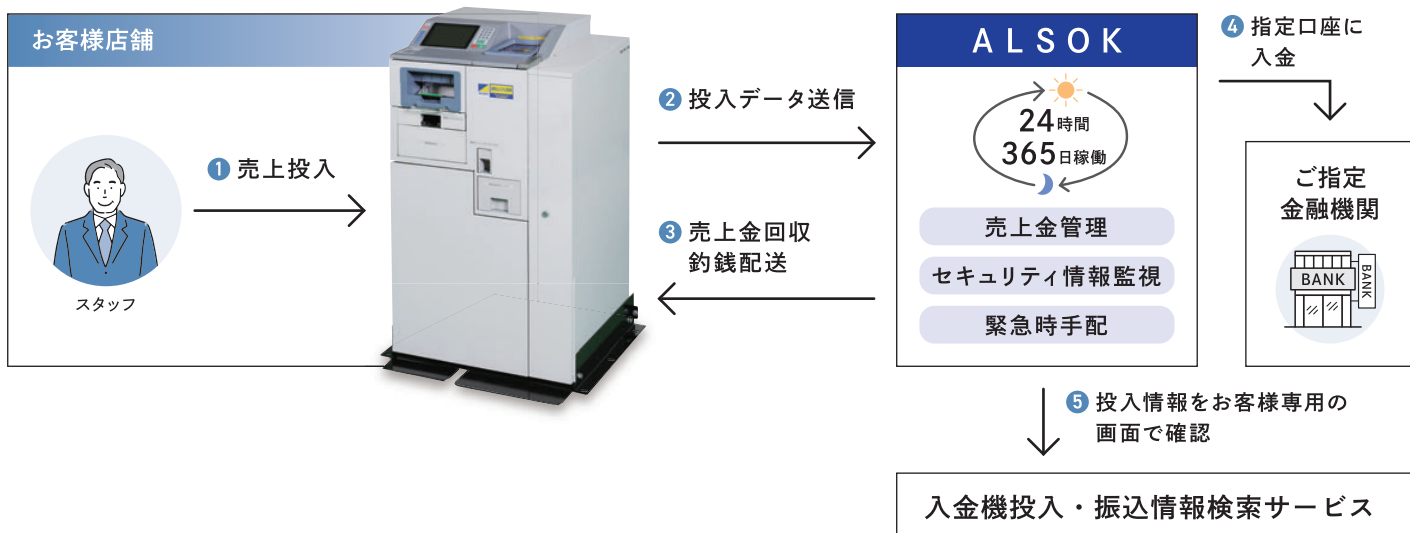 お客様店舗
スタッフ
❶ 売上投入
❷ 投入データ送信
❸ 売上金回収
釣銭配送
ALSOK
24時間
365日稼働
売上金管理
セキュリティ情報監視
緊急時手配
❹ 指定口座に
入金
ご指定
金融機関
BANK
BANK
❺ 投入情報をお客様専用の
画面で確認
入金機投入・振込情報検索サービス